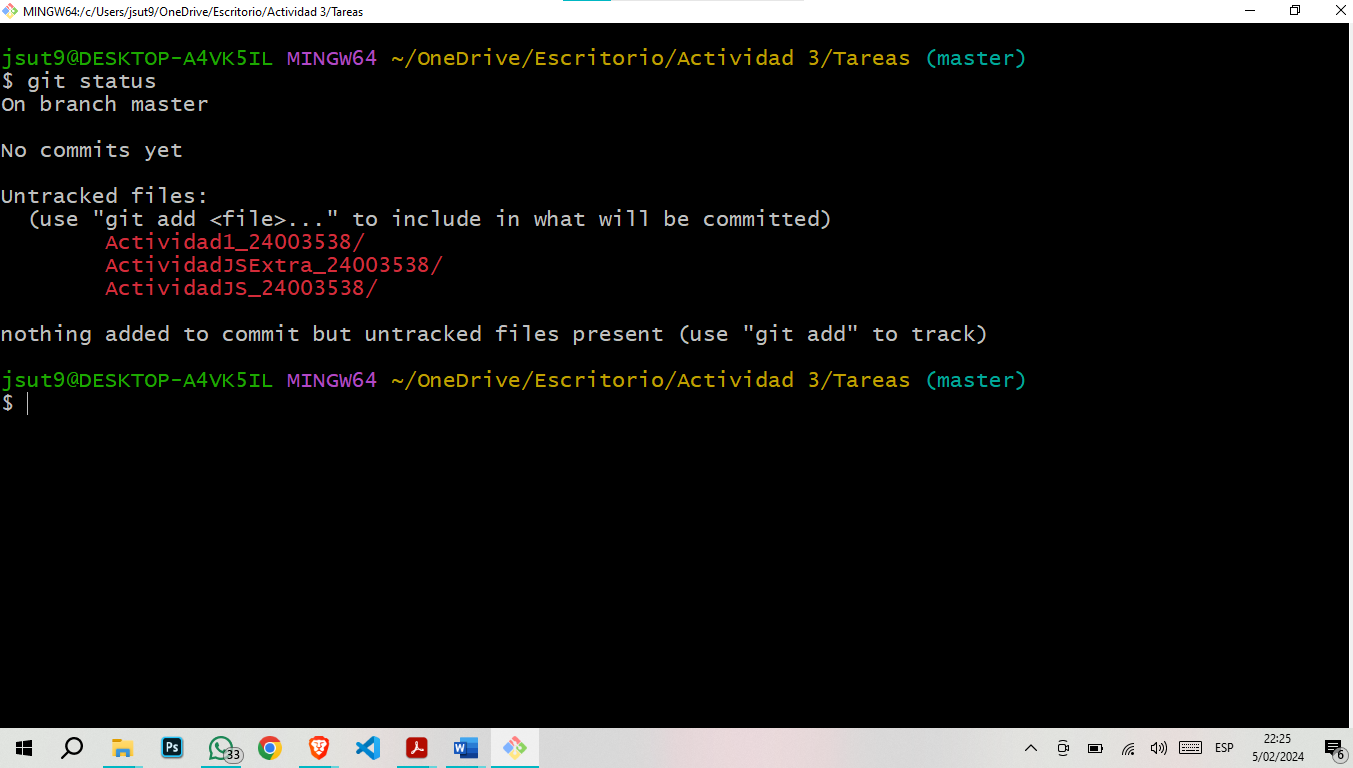 MINGW64:/c/Users/jsut9/OneDrive/Escritorio/Actividad 3/Tareas
jsut9@DESKTOP-A4VK5IL MINGW64 ~/OneDrive/Escritorio/Actividad 3/Tareas (master)
$ git status
On branch master
No commits yet
Untracked files:
(use "git add <file>..." to include in what will be committed)
Actividad1_24003538/
ActividadJSExtra_24003538/
ActividadJS_24003538/
nothing added to commit but untracked files present (use "git add" to track)
jsut9@DESKTOP-A4VK5IL MINGW64 ~/OneDrive/Escritorio/Actividad 3/Tareas (master)
$
Ps
33
W
ESP
22:25
5/02/2024
6